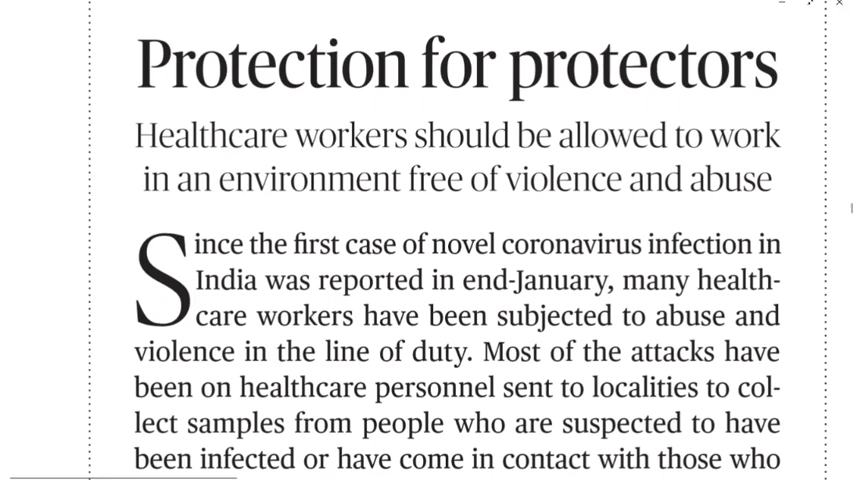 Protection for protectors
Healthcare workers should be allowed to work
in an environment free of violence and abuse
Since the first case of novel coronavirus infection in
India was reported in end-January, many health-
care workers have been subjected to abuse and
violence in the line of duty. Most of the attacks have
been on healthcare personnel sent to localities to col-
lect samples from people who are suspected to have
been infected or have come in contact with those who